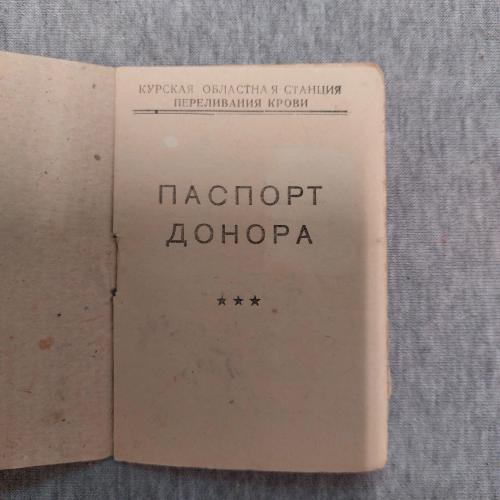 КУРСКАЯ ОБЛАСТНАЯ СТАНЦИЯ
ПЕРЕЛИВАНИЯ КРОВИ
ПАСПОРТ
ДОНОРА
★★★